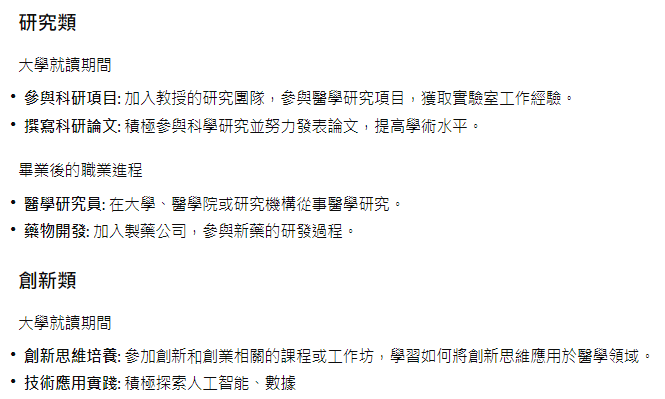 研究類
大學就讀期間
• 參與科研項目: 加入教授的研究團隊，參與醫學研究項目，獲取實驗室工作經驗。
• 撰寫科研論文: 積極參與科學研究並努力發表論文，提高學術水平。
畢業後的職業進程
• 醫學研究員: 在大學、醫學院或研究機構從事醫學研究。
• 藥物開發: 加入製藥公司，參與新藥的研發過程。
創新類
大學就讀期間
• 創新思維培養: 參加創新和創業相關的課程或工作坊，學習如何將創新思維應用於醫學領域。
• 技術應用實踐: 積極探索人工智能、數據